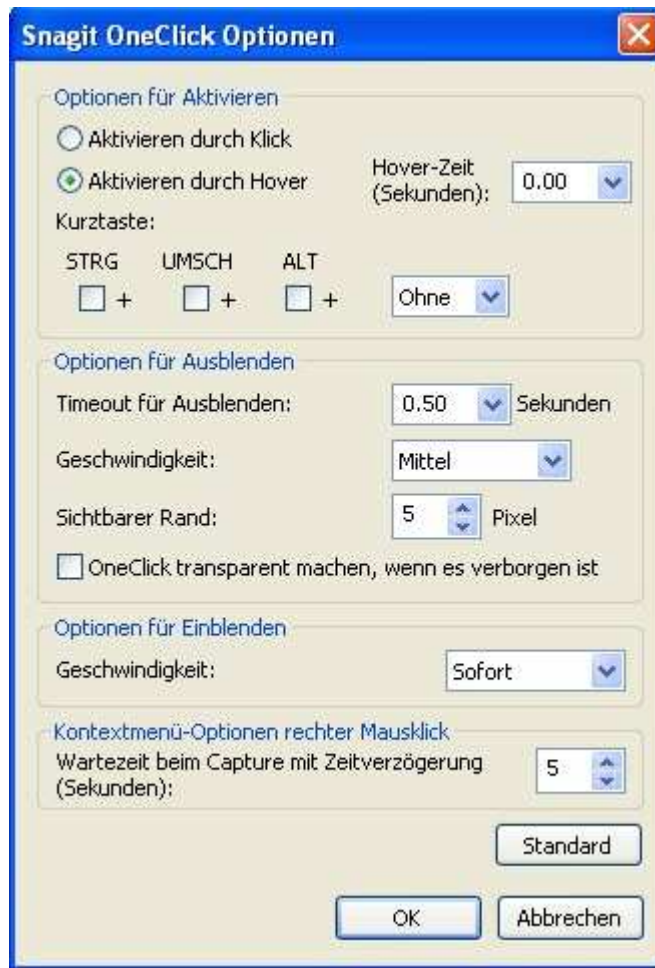 Snagit OneClick Optionen
Optionen für Aktivieren
Aktivieren durch Klick
Aktivieren durch Hover
Hover-Zeit
(Sekunden):
0.00
Kurztaste:
STRG UMSCH ALT
+ + + Ohne
Optionen für Ausblenden
Timeout für Ausblenden: 0.50 Sekunden
Geschwindigkeit: Mittel
Sichtbarer Rand: 5 Pixel
OneClick transparent machen, wenn es verborgen ist
Optionen für Einblenden
Geschwindigkeit: Sofort
Kontextmenü-Optionen rechter Mausklick
Wartezeit beim Capture mit Zeitverzögerung
(Sekunden):
5
Standard
OK Abbrechen